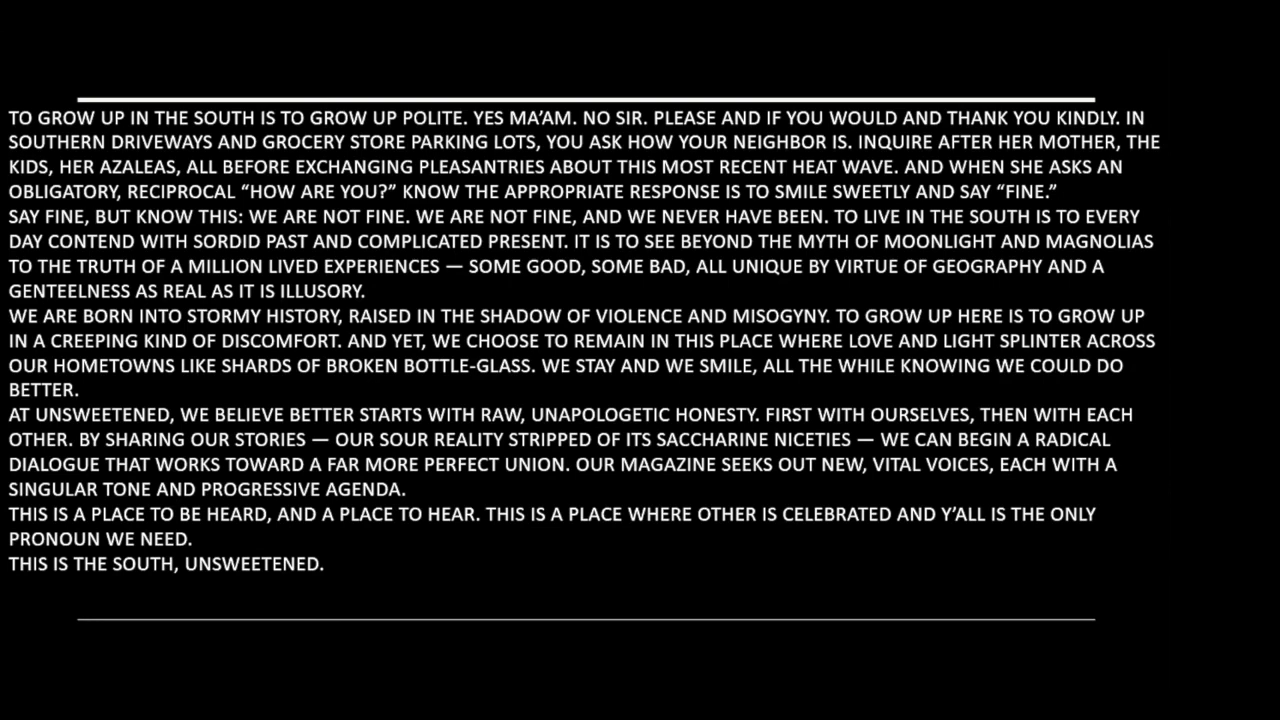 TO GROW UP IN THE SOUTH IS TO GROW UP POLITE. YES MA’AM. NO SIR. PLEASE AND IF YOU WOULD AND THANK YOU KINDLY. IN
SOUTHERN DRIVEWAYS AND GROCERY STORE PARKING LOTS, YOU ASK HOW YOUR NEIGHBOR IS. INQUIRE AFTER HER MOTHER, THE
KIDS, HER AZALEAS, ALL BEFORE EXCHANGING PLEASANTRIES ABOUT THIS MOST RECENT HEAT WAVE. AND WHEN SHE ASKS AN
OBLIGATORY, RECIPROCAL “HOW ARE YOU?” KNOW THE APPROPRIATE RESPONSE IS TO SMILE SWEETLY AND SAY “FINE.”
SAY FINE, BUT KNOW THIS: WE ARE NOT FINE. WE ARE NOT FINE, AND WE NEVER HAVE BEEN. TO LIVE IN THE SOUTH IS TO EVERY
DAY CONTEND WITH SORDID PAST AND COMPLICATED PRESENT. IT IS TO SEE BEYOND THE MYTH OF MOONLIGHT AND MAGNOLIAS
TO THE TRUTH OF A MILLION LIVED EXPERIENCES — SOME GOOD, SOME BAD, ALL UNIQUE BY VIRTUE OF GEOGRAPHY AND A
GENTEELNESS AS REAL AS IT IS ILLUSORY.
WE ARE BORN INTO STORMY HISTORY, RAISED IN THE SHADOW OF VIOLENCE AND MISOGYNY. TO GROW UP HERE IS TO GROW UP
IN A CREEPING KIND OF DISCOMFORT. AND YET, WE CHOOSE TO REMAIN IN THIS PLACE WHERE LOVE AND LIGHT SPLINTER ACROSS
OUR HOMETOWNS LIKE SHARDS OF BROKEN BOTTLE-GLASS. WE STAY AND WE SMILE, ALL THE WHILE KNOWING WE COULD DO
BETTER.
AT UNSWEETENED, WE BELIEVE BETTER STARTS WITH RAW, UNAPOLOGETIC HONESTY. FIRST WITH OURSELVES, THEN WITH EACH
OTHER. BY SHARING OUR STORIES — OUR SOUR REALITY STRIPPED OF ITS SACCHARINE NICETIES — WE CAN BEGIN A RADICAL
DIALOGUE THAT WORKS TOWARD A FAR MORE PERFECT UNION. OUR MAGAZINE SEEKS OUT NEW, VITAL VOICES, EACH WITH A
SINGULAR TONE AND PROGRESSIVE AGENDA.
THIS IS A PLACE TO BE HEARD, AND A PLACE TO HEAR. THIS IS A PLACE WHERE OTHER IS CELEBRATED AND Y’ALL IS THE ONLY
PRONOUN WE NEED.
THIS IS THE SOUTH, UNSWEETENED.